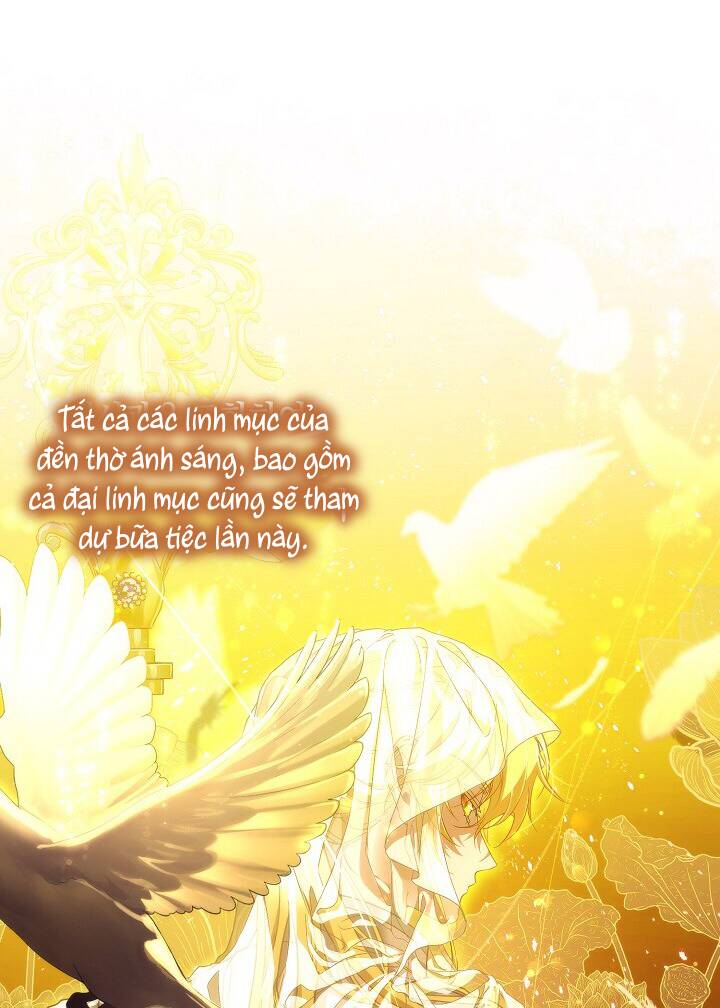 Tất cả các linh mục của
đền thờ ánh sáng, bao gồm
cả đại linh mục cũng sẽ tham
dự bữa tiệc lần này.